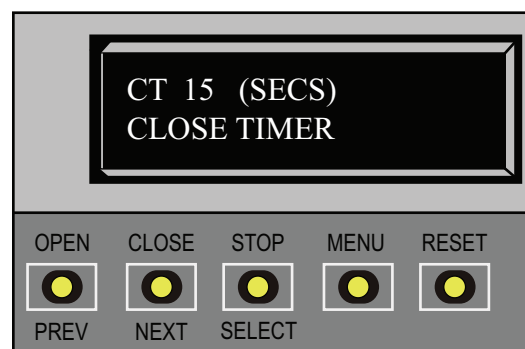 CT 15 (SECS)
CLOSE TIMER
OPEN CLOSE STOP MENU RESET
PREV NEXT SELECT